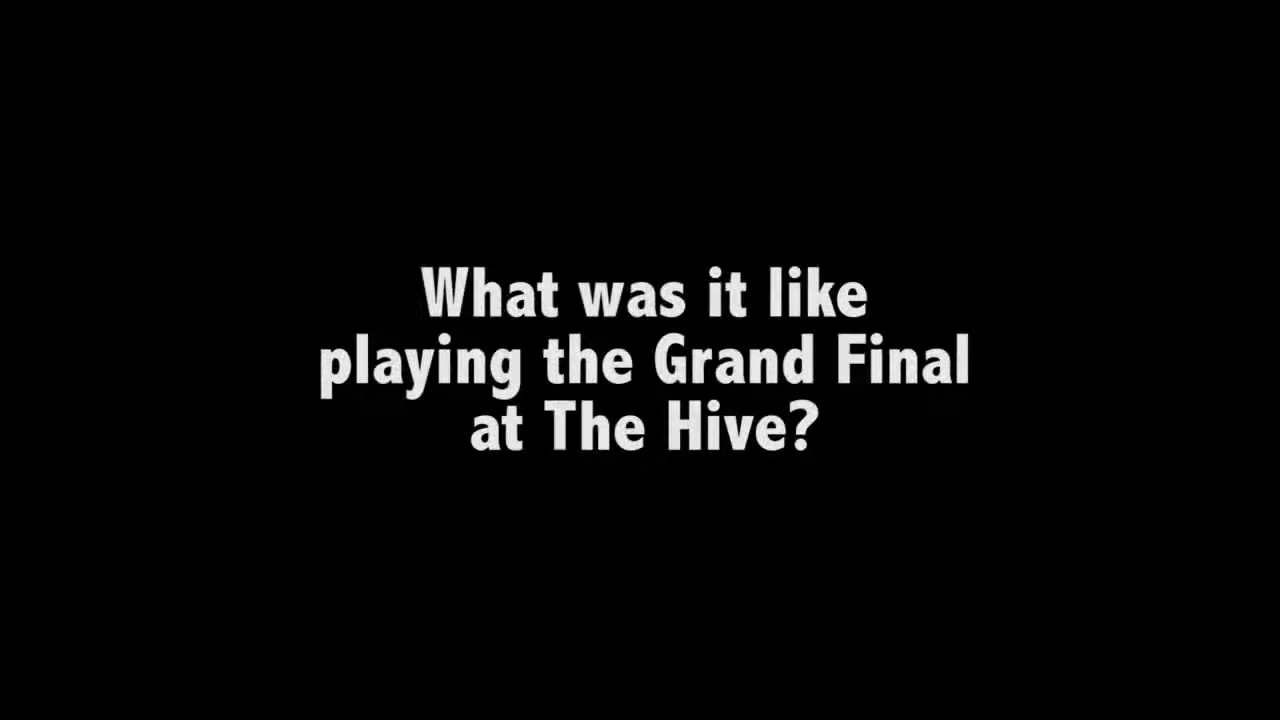 What was it like
playing the Grand Final
at The Hive?